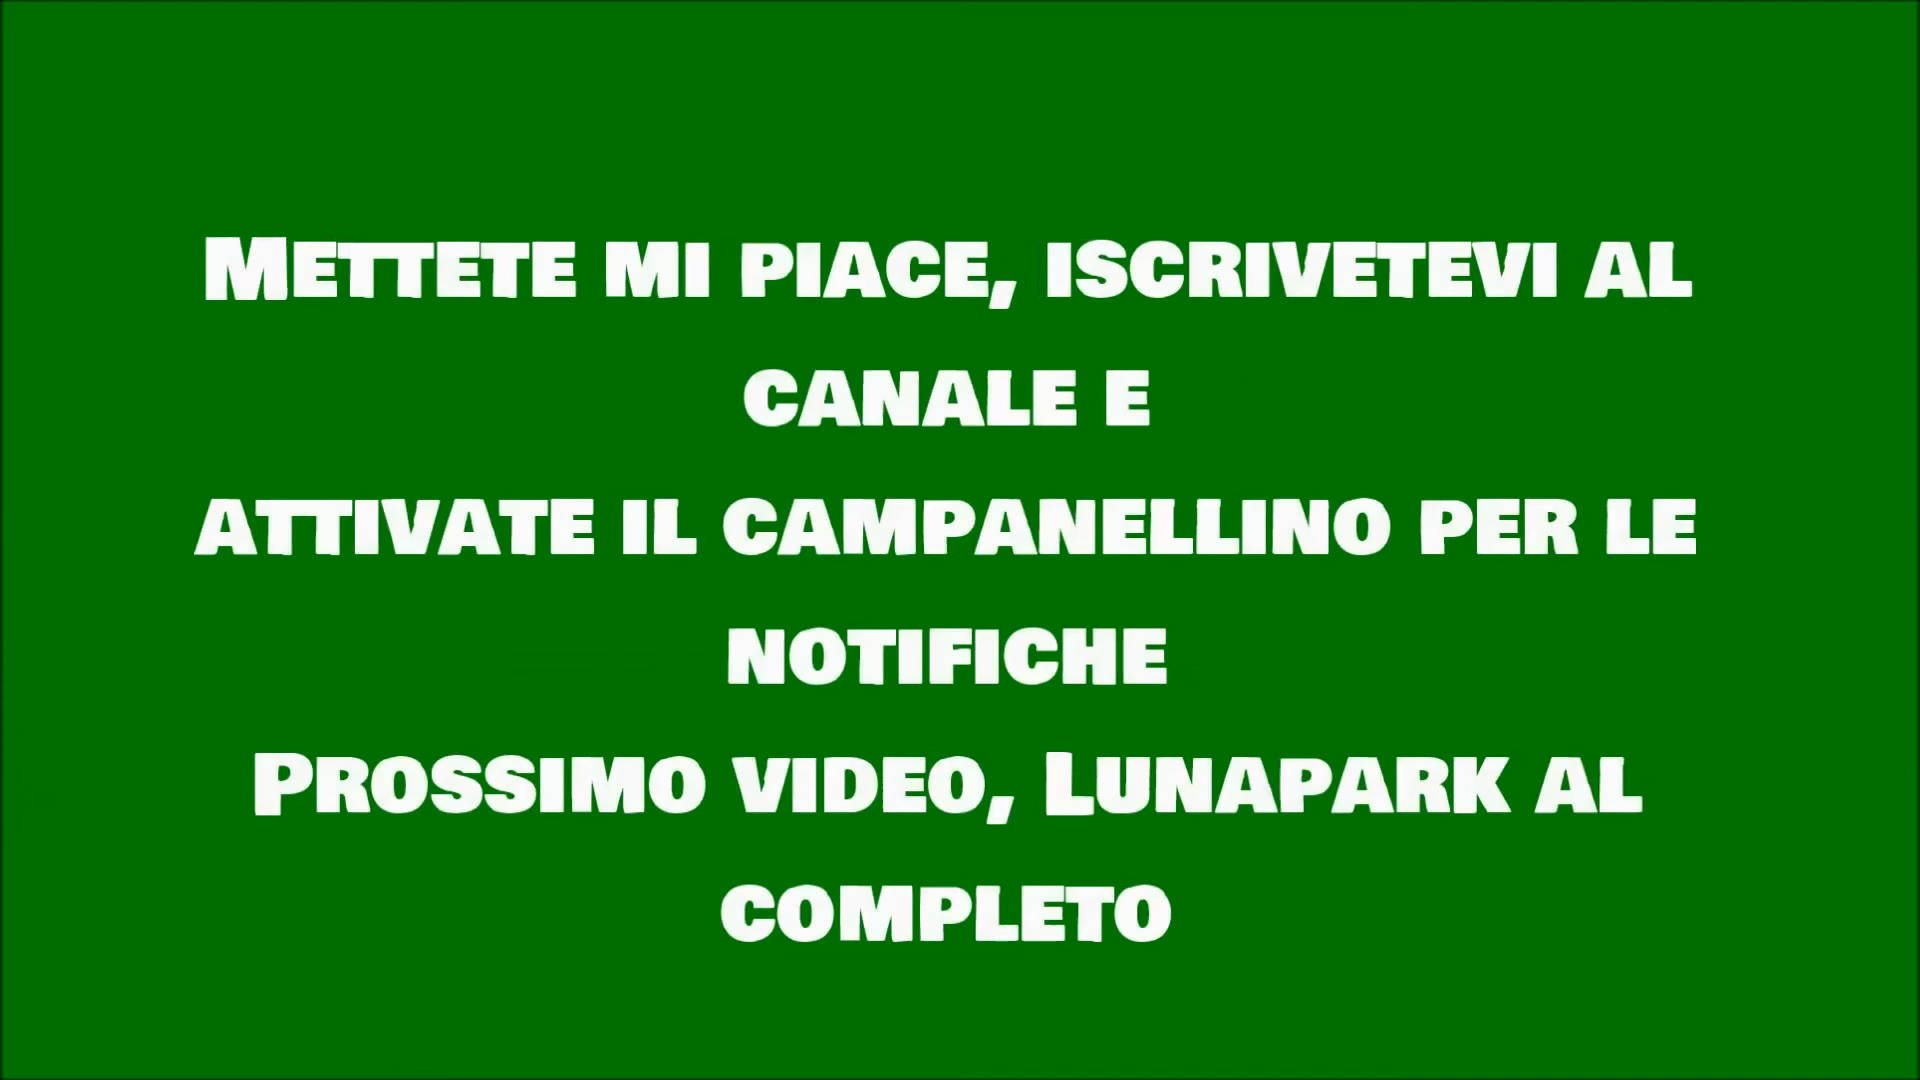 Mettete mi piace, iscrivetevi al
canale e
attivate il campanellino per le
notifiche
Prossimo video, Lunapark al
completo